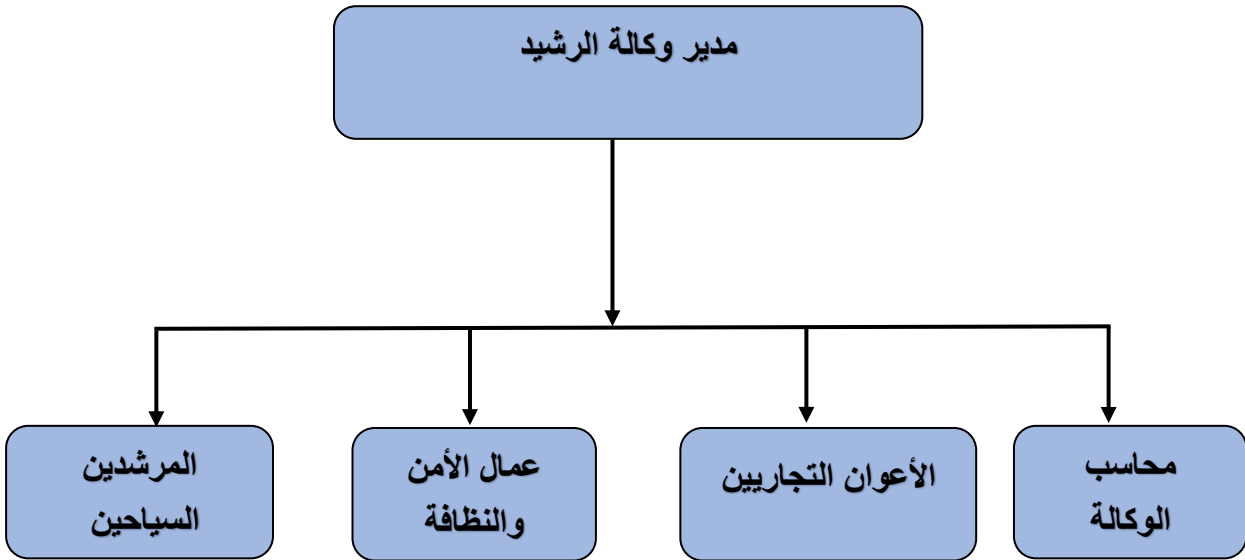 مدير وكالة الرشيد
محاسب
الوكالة
الأعوان التجاريين
عمال الأمن
والنظافة
المرشدين
السياحين